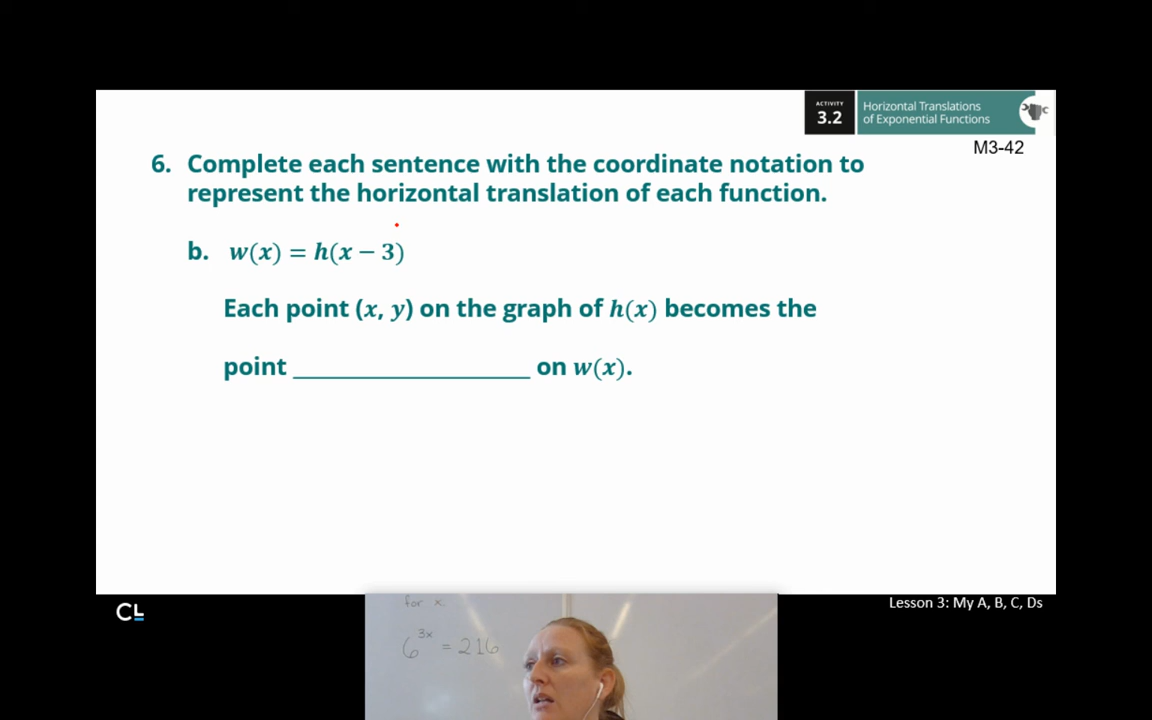 ACTIVITY
3.2
Horizontal Translations
of Exponential Functions
M3-42
6. Complete each sentence with the coordinate notation to
represent the horizontal translation of each function.
b. w(x) = h(x − 3)
Each point (x, y) on the graph of h(x) becomes the
point ____________________ on w(x).
CL
Lesson 3: My A, B, C, Ds
for x.
6^{3x} = 216